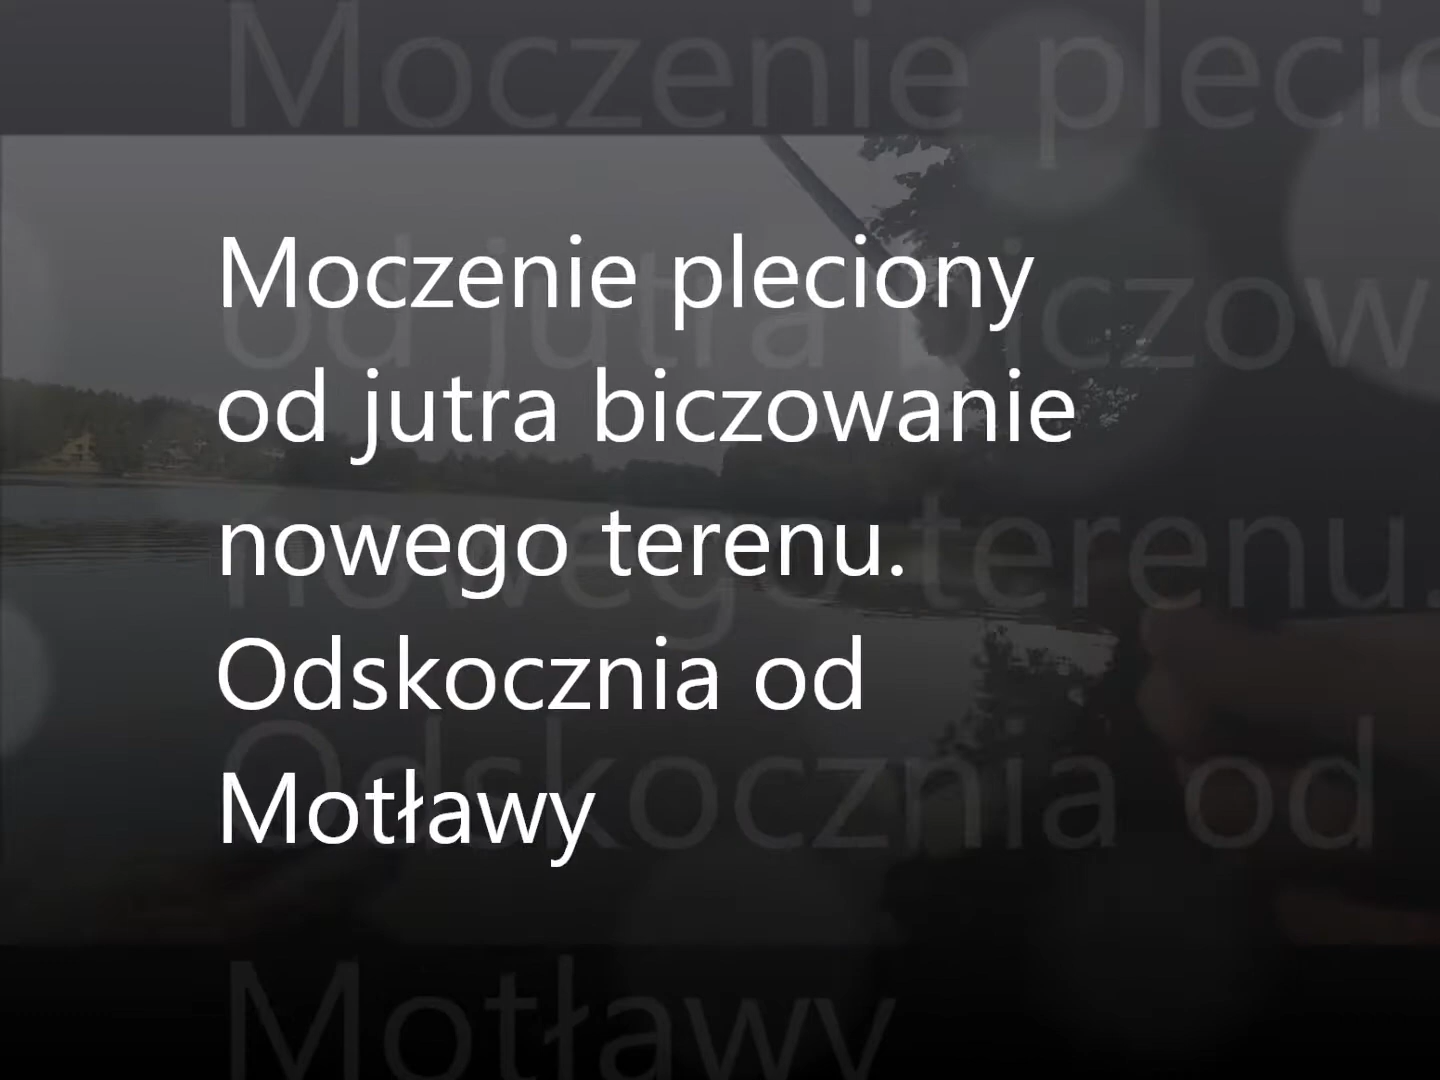 Moczenie pleciony
od jutra biczowanie
nowego terenu.
Odskocznia od
Motławy